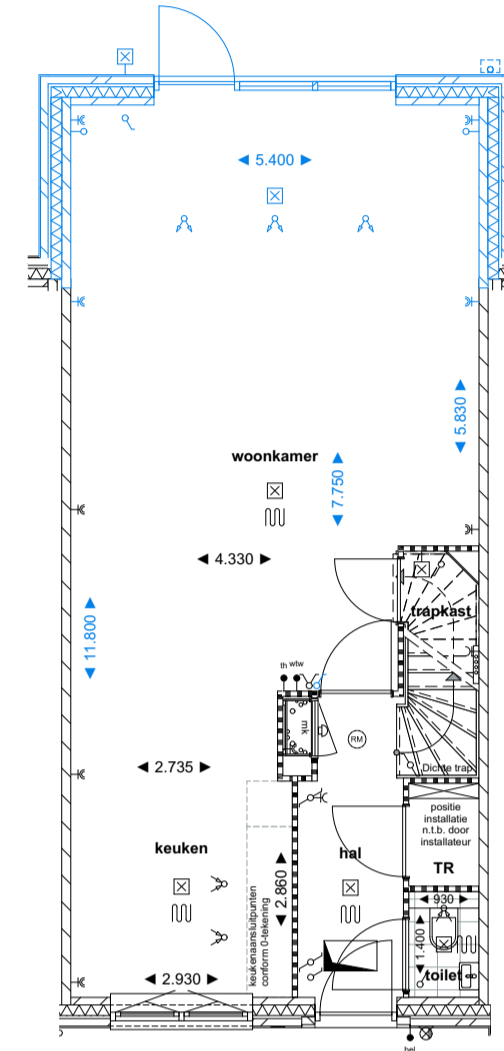 5.400
5.830
woonkamer
7.750
4.330
11.800
trapkast
th wtw
mk
RM
Dichte trap
2.735
positie
installatie
n.t.b. door
installateur
TR
keuken
hal
2.860
keukenaansluitpunten
conform 0-tekening
930
1.400
toilet
2.930
bel